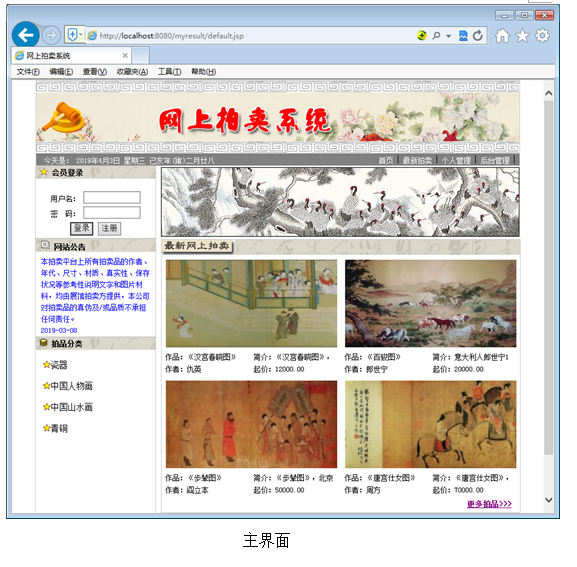 http://localhost:8080/myresult/default.jsp
网上拍卖系统
文件(F) 编辑(E) 查看(V) 收藏夹(A) 工具(T) 帮助(H)
网上拍卖系统
今天是： 2019年4月3日 星期三 己亥年(猪)二月廿八
首页 | 最新拍卖 | 个人管理 | 后台管理 |
会员登录
用户名：
密 码：
登录 注册
网站公告
本拍卖平台上所有拍卖品的作者、
年代、尺寸、材质、真实性、保存
状况等参考性说明文字和图片材
料，均由展馆拍卖方提供，本公司
对拍卖品的真伪及/或品质不承担
任何责任。
2019-03-08
拍品分类
瓷器
中国人物画
中国山水画
青铜
最新网上拍卖
作品：《汉宫春晓图》 简介：《汉宫春晓图》，
作者：仇英 起价：12000.00
作品：《百骏图》 简介：意大利人郎世宁1
作者：郎世宁 起价：20000.00
作品：《步辇图》 简介：《步辇图》，北京
作者：阎立本 起价：50000.00
作品：《唐宫仕女图》 简介：《唐宫仕女图》，
作者：周方 起价：70000.00
更多拍品>>>
主界面